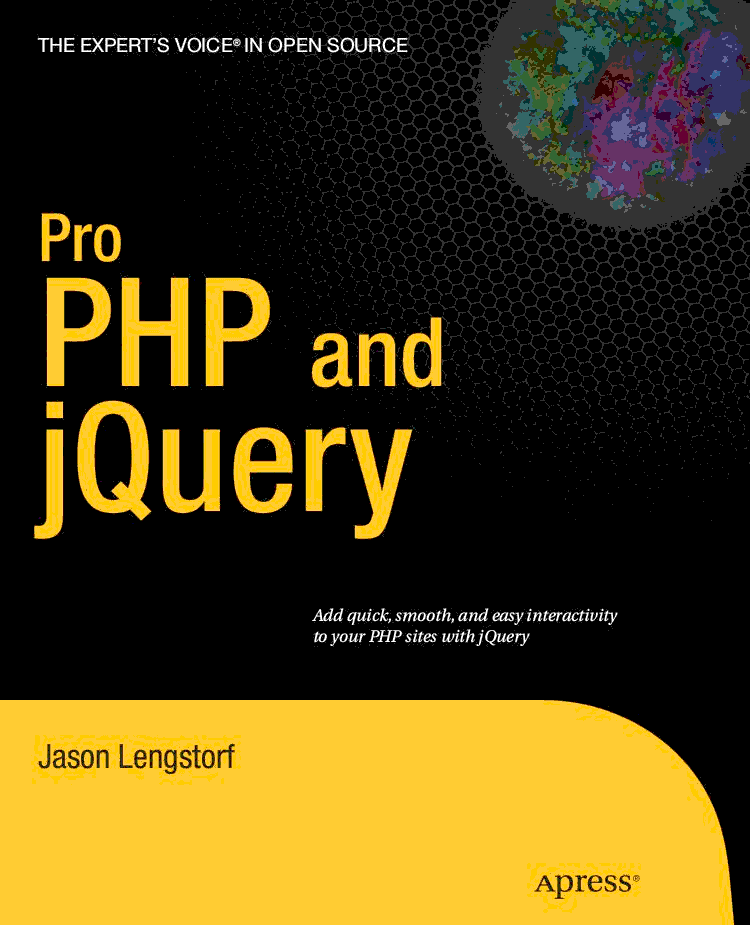 THE EXPERT'S VOICE® IN OPEN SOURCE
Pro
PHP and
jQuery
Add quick, smooth, and easy interactivity
to your PHP sites with jQuery
Jason Lengstorf
Apress®